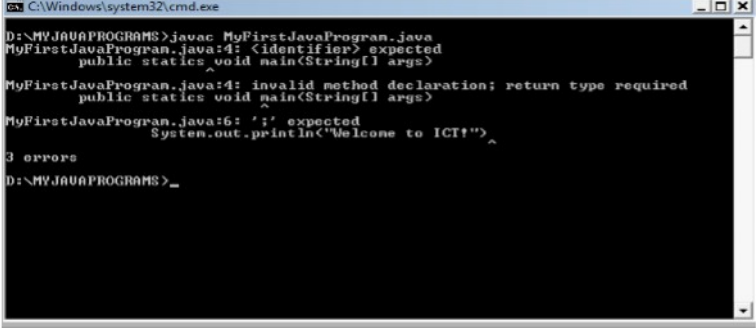 C:\Windows\system32\cmd.exe
D:\MYJAVAPROGRAMS>javac MyFirstJavaProgram.java
MyFirstJavaProgram.java:4: <identifier> expected
public statics void main(String[] args)
^
MyFirstJavaProgram.java:4: invalid method declaration; return type required
public statics void main(String[] args)
^
MyFirstJavaProgram.java:6: ';' expected
System.out.println("Welcome to ICT!")
^
3 errors
D:\MYJAVAPROGRAMS>_